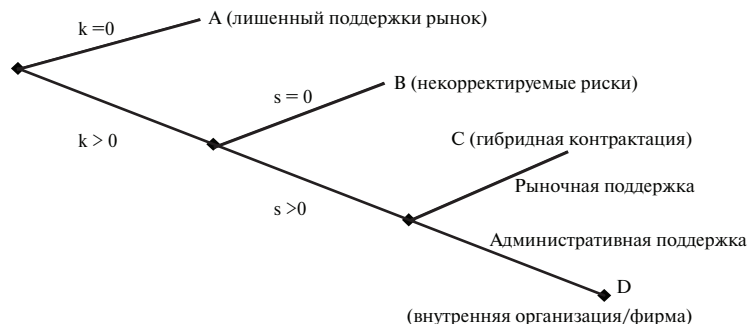 k =0
A (лишенный поддержки рынок)
s = 0
B (некорректируемые риски)
k > 0
C (гибридная контрактация)
Рыночная поддержка
s >0
Административная поддержка
D
(внутренняя организация/фирма)